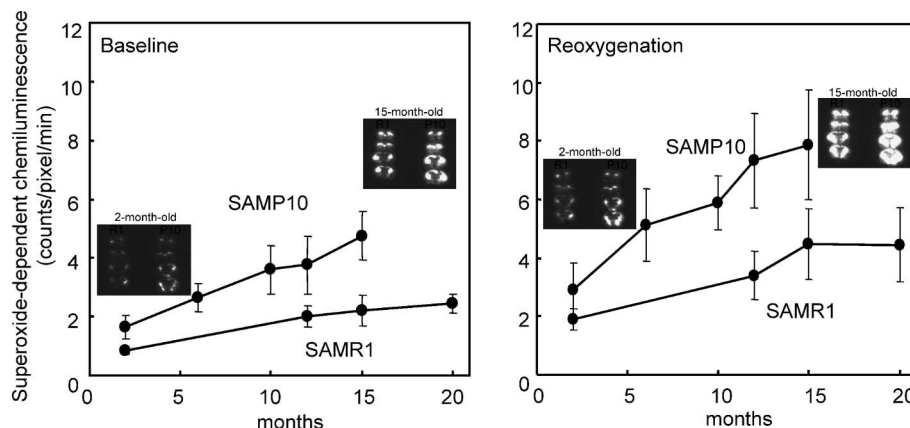 Superoxide-dependent chemiluminescence
(counts/pixel/min)
Baseline
12
10
8
6
4
2
0
15-month-old
R1 P10
SAMP10
2-month-old
R1 P10
SAMR1
0 5 10 15 20
months
Reoxygenation
12
10
8
6
4
2
0
15-month-old
R1 P10
SAMP10
2-month-old
R1 P10
SAMR1
0 5 10 15 20
months